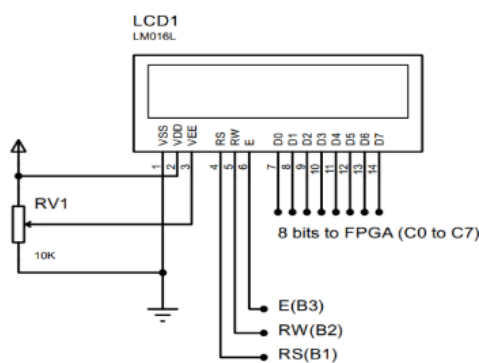 LCD1
LM016L
VSS VDD VEE RS RW E D0 D1 D2 D3 D4 D5 D6 D7
1 2 3 4 5 6 7 8 9 10 11 12 13 14
RV1
10K
8 bits to FPGA (C0 to C7)
E(B3)
RW(B2)
RS(B1)